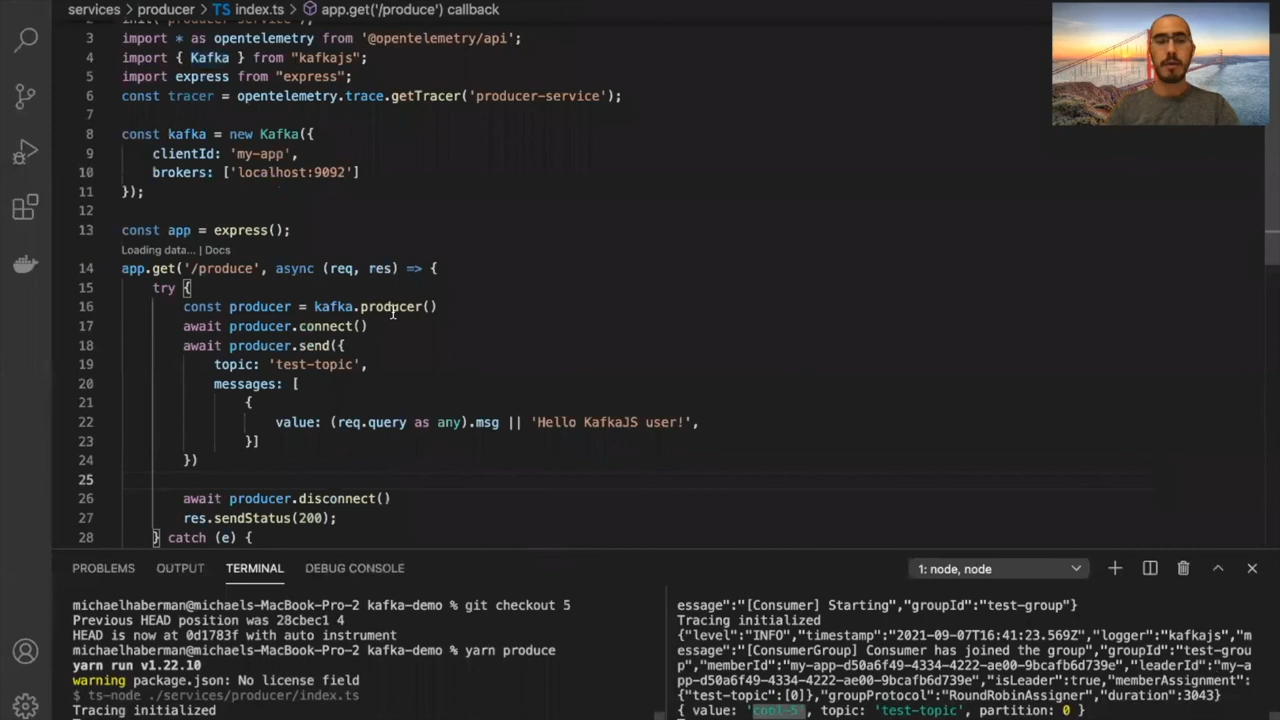 services > producer > TS index.ts > app.get('/produce') callback
2 init('producer-service');
3 import * as opentelemetry from '@opentelemetry/api';
4 import { Kafka } from "kafkajs";
5 import express from "express";
6 const tracer = opentelemetry.trace.getTracer('producer-service');
7
8 const kafka = new Kafka({
9 clientId: 'my-app',
10 brokers: ['localhost:9092']
11 });
12
13 const app = express();
Loading data... | Docs
14 app.get('/produce', async (req, res) => {
15 try {
16 const producer = kafka.producer()
17 await producer.connect()
18 await producer.send({
19 topic: 'test-topic',
20 messages: [
21 {
22 value: (req.query as any).msg || 'Hello KafkaJS user!',
23 }]
24 })
25
26 await producer.disconnect()
27 res.sendStatus(200);
28 } catch (e) {
PROBLEMS OUTPUT TERMINAL DEBUG CONSOLE 1: node, node
michaelhaberman@michaels-MacBook-Pro-2 kafka-demo % git checkout 5
Previous HEAD position was 28cbec1 4
HEAD is now at 0d1783f with auto instrument
michaelhaberman@michaels-MacBook-Pro-2 kafka-demo % yarn produce
yarn run v1.22.10
warning package.json: No license field
$ ts-node ./services/producer/index.ts
Tracing initialized
essage":"[Consumer] Starting","groupId":"test-group"}
Tracing initialized
{"level":"INFO","timestamp":"2021-09-07T16:41:23.569Z","logger":"kafkajs","m
essage":"[ConsumerGroup] Consumer has joined the group","groupId":"test-grou
p","memberId":"my-app-d50a6f49-4334-4222-ae00-9bcafb6d739e","leaderId":"my-a
pp-d50a6f49-4334-4222-ae00-9bcafb6d739e","isLeader":true,"memberAssignment":
{"test-topic":[0]},"groupProtocol":"RoundRobinAssigner","duration":3043}
{ value: 'cool-5', topic: 'test-topic', partition: 0 }